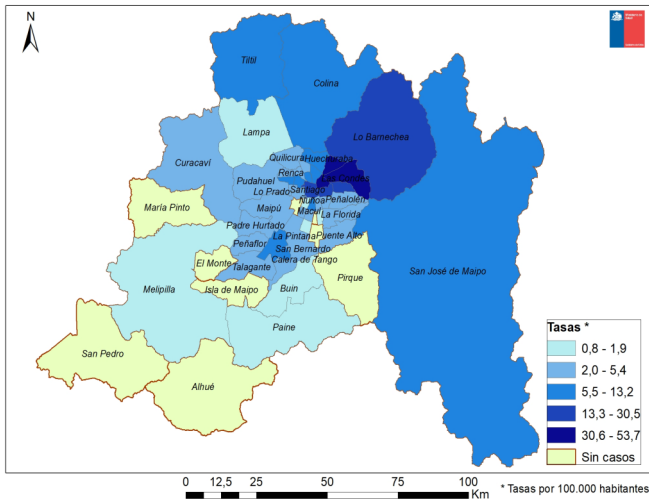 N
Tiltil
Colina
Lo Barnechea
Lampa
Quilicura
Huechuraba
Curacaví
Renca
Las Condes
Pudahuel
Santiago
Lo Prado
Ñuñoa
Peñalolén
María Pinto
Maipú
Macul
La Florida
Padre Hurtado
La Pintana
Puente Alto
Peñaflor
San Bernardo
El Monte
Talagante
Calera de Tango
Pirque
San José de Maipo
Melipilla
Isla de Maipo
Buin
Paine
San Pedro
Alhué
Tasas *
0,8 - 1,9
2,0 - 5,4
5,5 - 13,2
13,3 - 30,5
30,6 - 53,7
Sin casos
0 12,5 25 50 75 100
Km
* Tasas por 100.000 habitantes